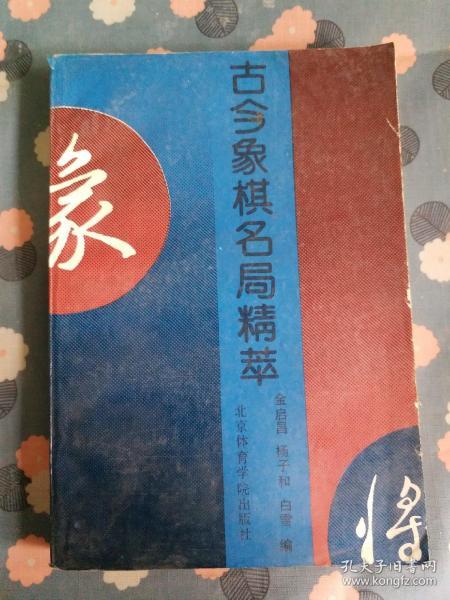 象
古今象棋名局精萃
金启昌 杨子和 白雪 编
北京体育学院出版社
将
孔夫子旧书网
www.kongfz.com